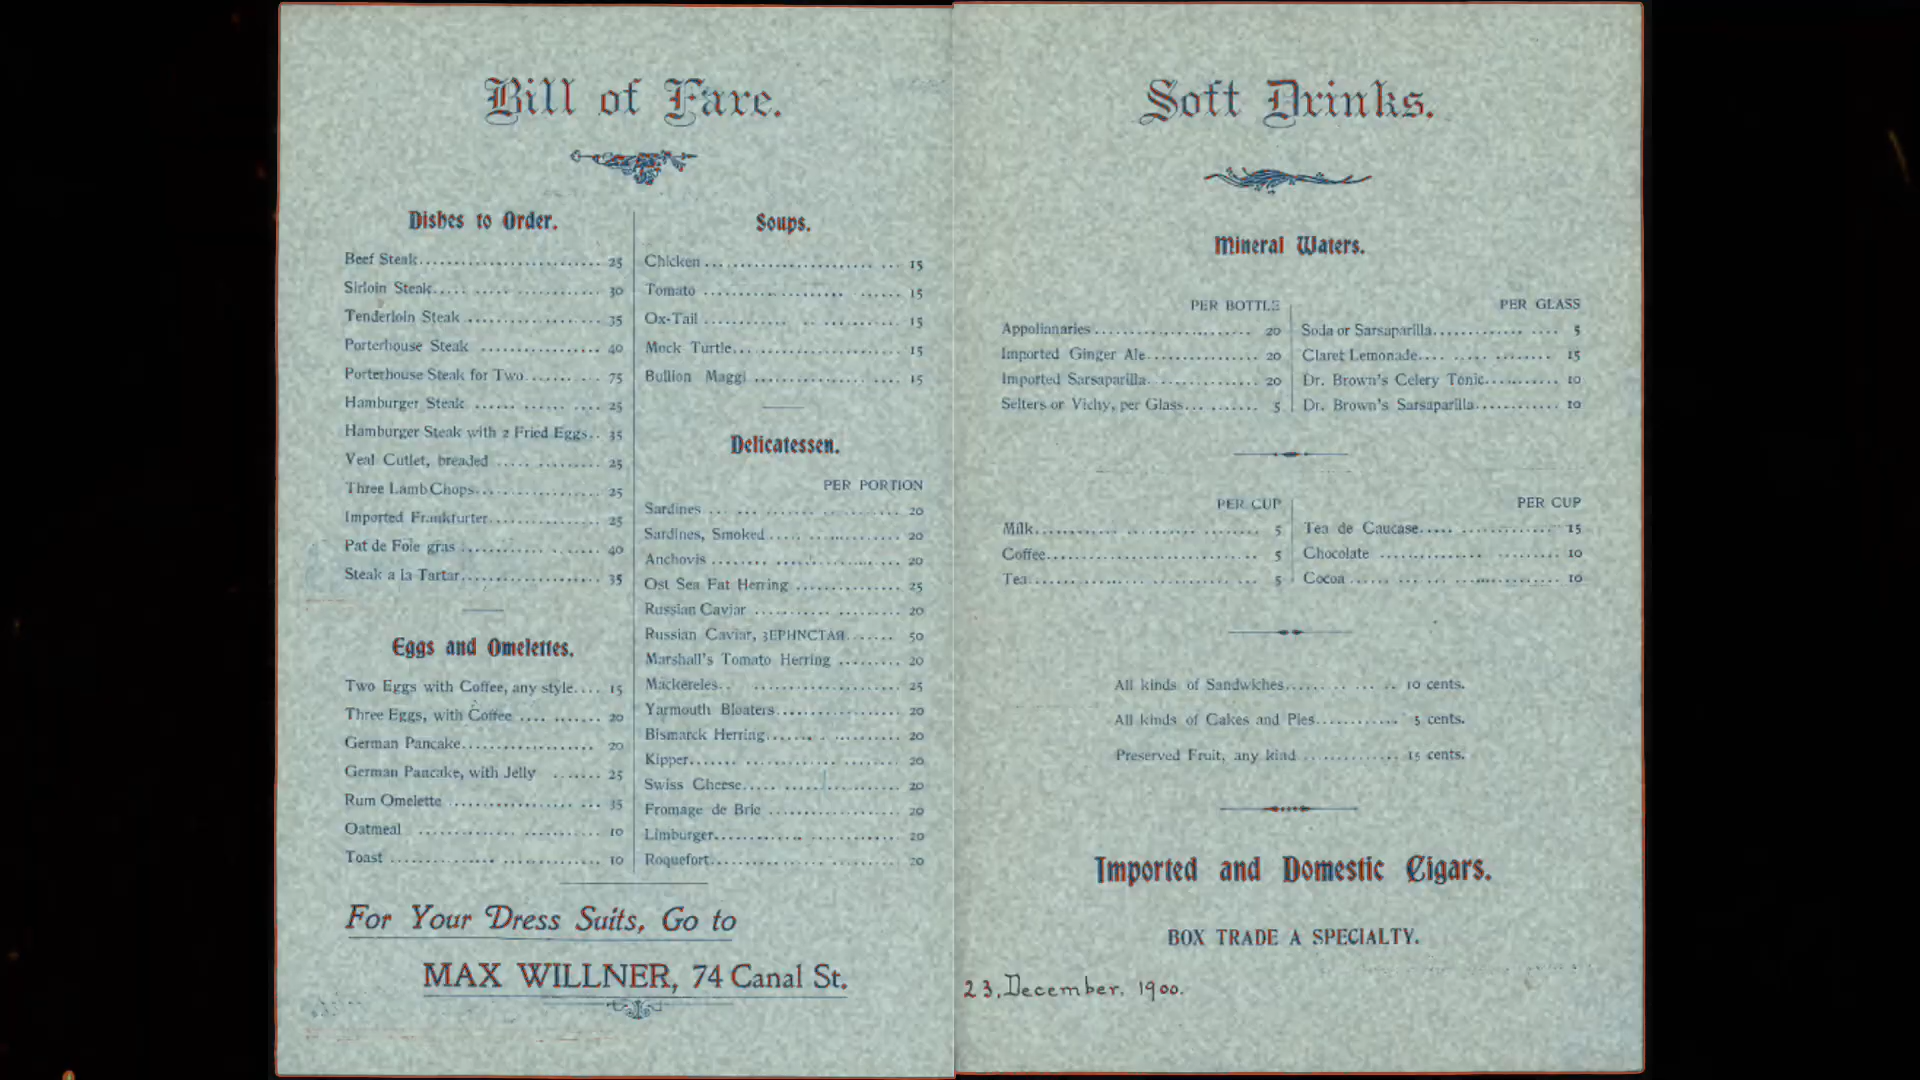 Bill of Fare.
Dishes to Order.
Beef Steak 25
Sirloin Steak 30
Tenderloin Steak 35
Porterhouse Steak 40
Porterhouse Steak for Two 75
Hamburger Steak 25
Hamburger Steak with 2 Fried Eggs 35
Veal Cutlet, breaded 25
Three Lamb Chops 25
Imported Frankfurter 25
Pat de Foie gras 40
Steak a la Tartar 35
Eggs and Omelettes.
Two Eggs with Coffee, any style 15
Three Eggs, with Coffee 20
German Pancake 20
German Pancake, with Jelly 25
Rum Omelette 35
Oatmeal 10
Toast 10
Soups.
Chicken 15
Tomato 15
Ox-Tail 15
Mock Turtle 15
Bullion Maggi 15
Delicatessen.
PER PORTION
Sardines 20
Sardines, Smoked 20
Anchovis 20
Ost Sea Fat Herring 25
Russian Caviar 20
Russian Caviar, ЗЕРНИСТАЯ 50
Marshall's Tomato Herring 20
Mackereles 25
Yarmouth Bloaters 20
Bismarck Herring 20
Kipper 20
Swiss Cheese 20
Fromage de Brie 20
Limburger 20
Roquefort 20
For Your Dress Suits, Go to
MAX WILLNER, 74 Canal St.
Soft Drinks.
Mineral Waters.
PER BOTTLE
Appolianaries 20
Imported Ginger Ale 20
Imported Sarsaparilla 20
Selters or Vichy, per Glass 5
PER GLASS
Soda or Sarsaparilla 5
Claret Lemonade 15
Dr. Brown's Celery Tonic 10
Dr. Brown's Sarsaparilla 10
PER CUP
Milk 5
Coffee 5
Tea 5
PER CUP
Tea de Caucase 15
Chocolate 10
Cocoa 10
All kinds of Sandwiches 10 cents.
All kinds of Cakes and Pies 5 cents.
Preserved Fruit, any kind 15 cents.
Imported and Domestic Cigars.
BOX TRADE A SPECIALTY.
23, December. 1900.